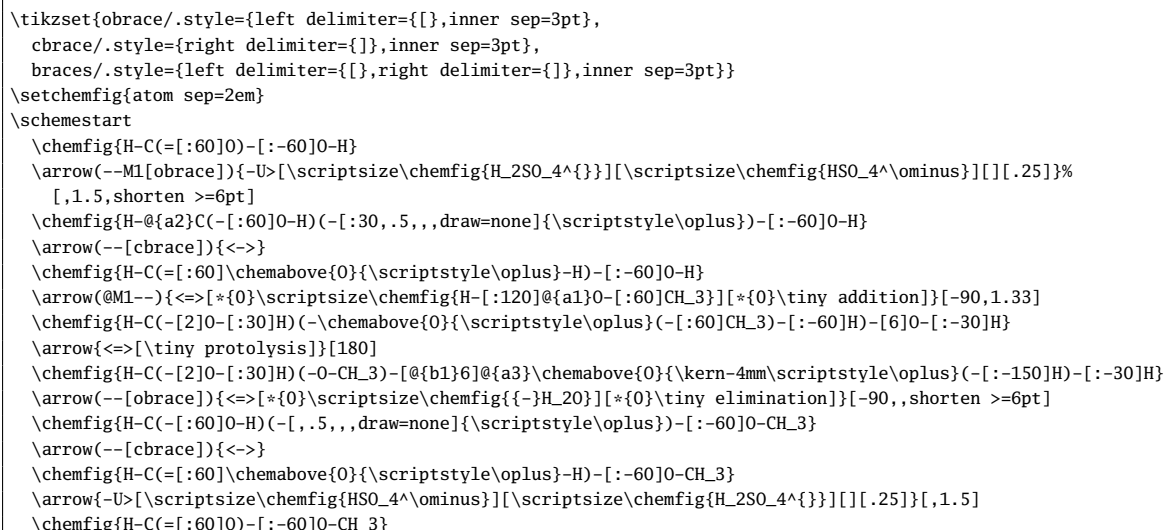 \tikzset{obrace/.style={left delimiter={[},inner sep=3pt},
  cbrace/.style={right delimiter={]},inner sep=3pt},
  braces/.style={left delimiter={[},right delimiter={]},inner sep=3pt}}
\setchemfig{atom sep=2em}
\schemestart
  \chemfig{H-C(=[:60]O)-[:-60]O-H}
  \arrow(--M1[obrace]){-U>[\scriptsize\chemfig{H_2SO_4^{}}][\scriptsize\chemfig{HSO_4^\ominus}][][.25]}%
    [,1.5,shorten >=6pt]
  \chemfig{H-@{a2}C(-[:60]O-H)(-[:30,.5,,,draw=none]{\scriptstyle\oplus})-[:-60]O-H}
  \arrow(--[cbrace]){<->}
  \chemfig{H-C(=[:60]\chemabove{O}{\scriptstyle\oplus}-H)-[:-60]O-H}
  \arrow(@M1--){<=>[*{0}\scriptsize\chemfig{H-[:120]@{a1}O-[:60]CH_3}][*{0}\tiny addition]}[-90,1.33]
  \chemfig{H-C(-[2]O-[:30]H)(-\chemabove{O}{\scriptstyle\oplus}(-[:60]CH_3)-[:-60]H)-[6]O-[:-30]H}
  \arrow{<=>[\tiny protolysis]}[180]
  \chemfig{H-C(-[2]O-[:30]H)(-O-CH_3)-[@{b1}6]@{a3}\chemabove{O}{\kern-4mm\scriptstyle\oplus}(-[:-150]H)-[:-30]H}
  \arrow(--[obrace]){<=>[*{0}\scriptsize\chemfig{{-}H_2O}][*{0}\tiny elimination]}[-90,,shorten >=6pt]
  \chemfig{H-C(-[:60]O-H)(-[,.5,,,draw=none]{\scriptstyle\oplus})-[:-60]O-CH_3}
  \arrow(--[cbrace]){<->}
  \chemfig{H-C(=[:60]\chemabove{O}{\scriptstyle\oplus}-H)-[:-60]O-CH_3}
  \arrow{-U>[\scriptsize\chemfig{HSO_4^\ominus}][\scriptsize\chemfig{H_2SO_4^{}}][][.25]}[,1.5]
  \chemfig{H-C(=[:60]O)-[:-60]O-CH_3}